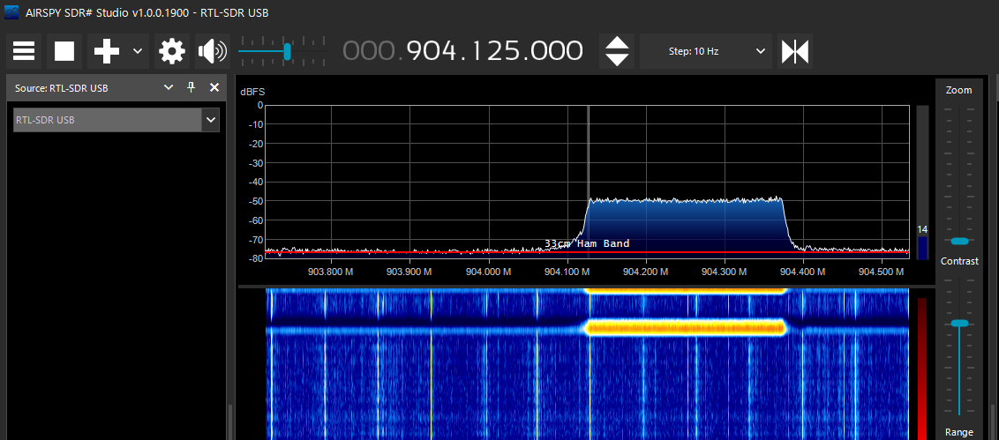 AIRSPY SDR# Studio v1.0.0.1900 - RTL-SDR USB
000.904.125.000
Step: 10 Hz
Source: RTL-SDR USB
RTL-SDR USB
dBFS
0
-10
-20
-30
-40
-50
-60
-70
-80
33cm Ham Band
903.800 M 903.900 M 904.000 M 904.100 M 904.200 M 904.300 M 904.400 M 904.500 M
14
Zoom
Contrast
Range